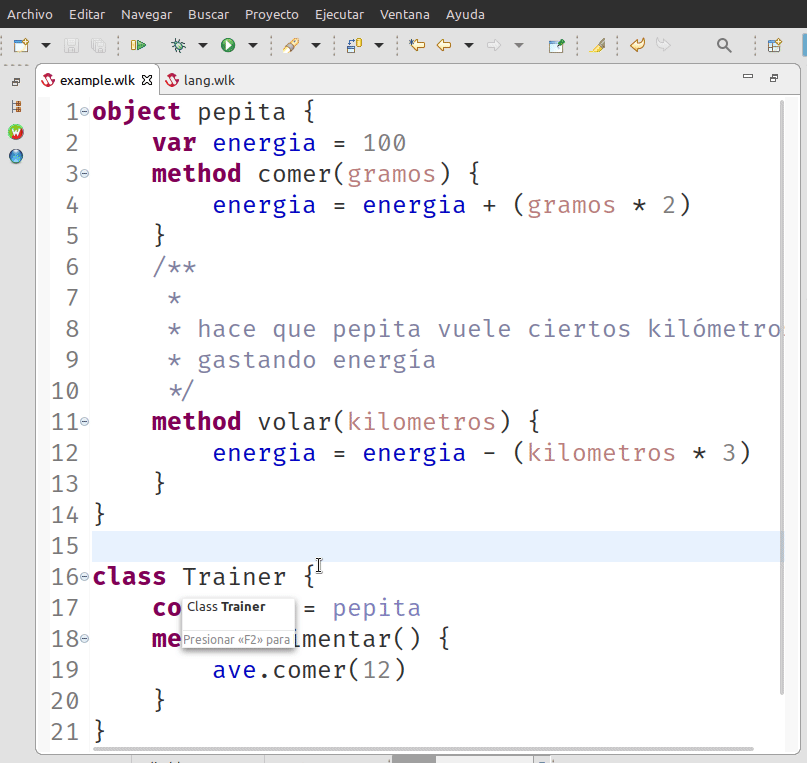 Archivo Editar Navegar Buscar Proyecto Ejecutar Ventana Ayuda
example.wlk lang.wlk
1 object pepita {
2 var energia = 100
3 method comer(gramos) {
4 energia = energia + (gramos * 2)
5 }
6 /**
7 *
8 * hace que pepita vuele ciertos kilómetro
9 * gastando energía
10 */
11 method volar(kilometros) {
12 energia = energia - (kilometros * 3)
13 }
14 }
15
16 class Trainer {
17 co = pepita
Class Trainer
Presionar «F2» para
18 me imentar() {
19 ave.comer(12)
20 }
21 }